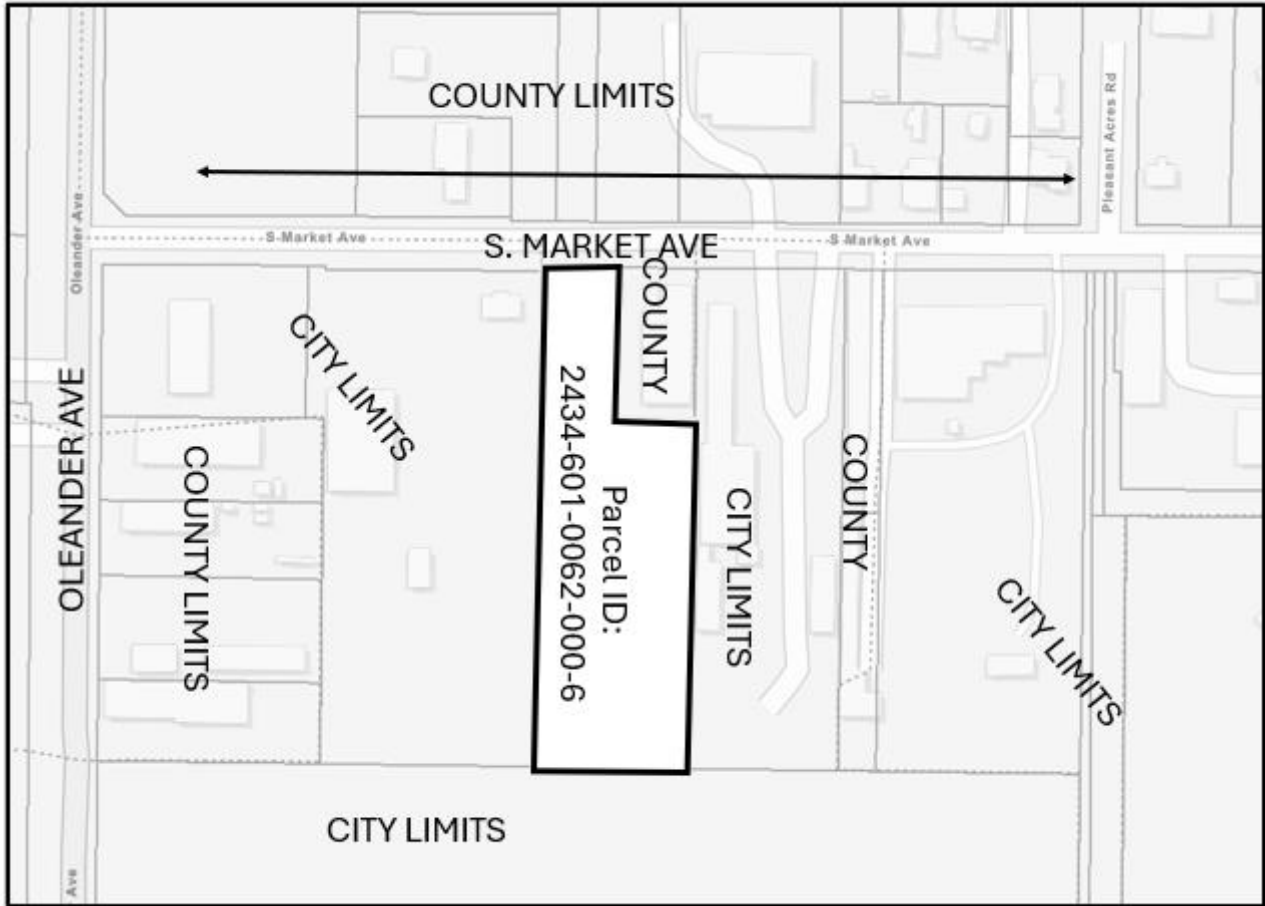 COUNTY LIMITS
Pleasant Acres Rd
Oleander Ave
S Market Ave
S. MARKET AVE
S Market Ave
COUNTY
CITY LIMITS
OLEANDER AVE
COUNTY LIMITS
Parcel ID:
2434-601-0062-000-6
CITY LIMITS
COUNTY
CITY LIMITS
CITY LIMITS
Ave